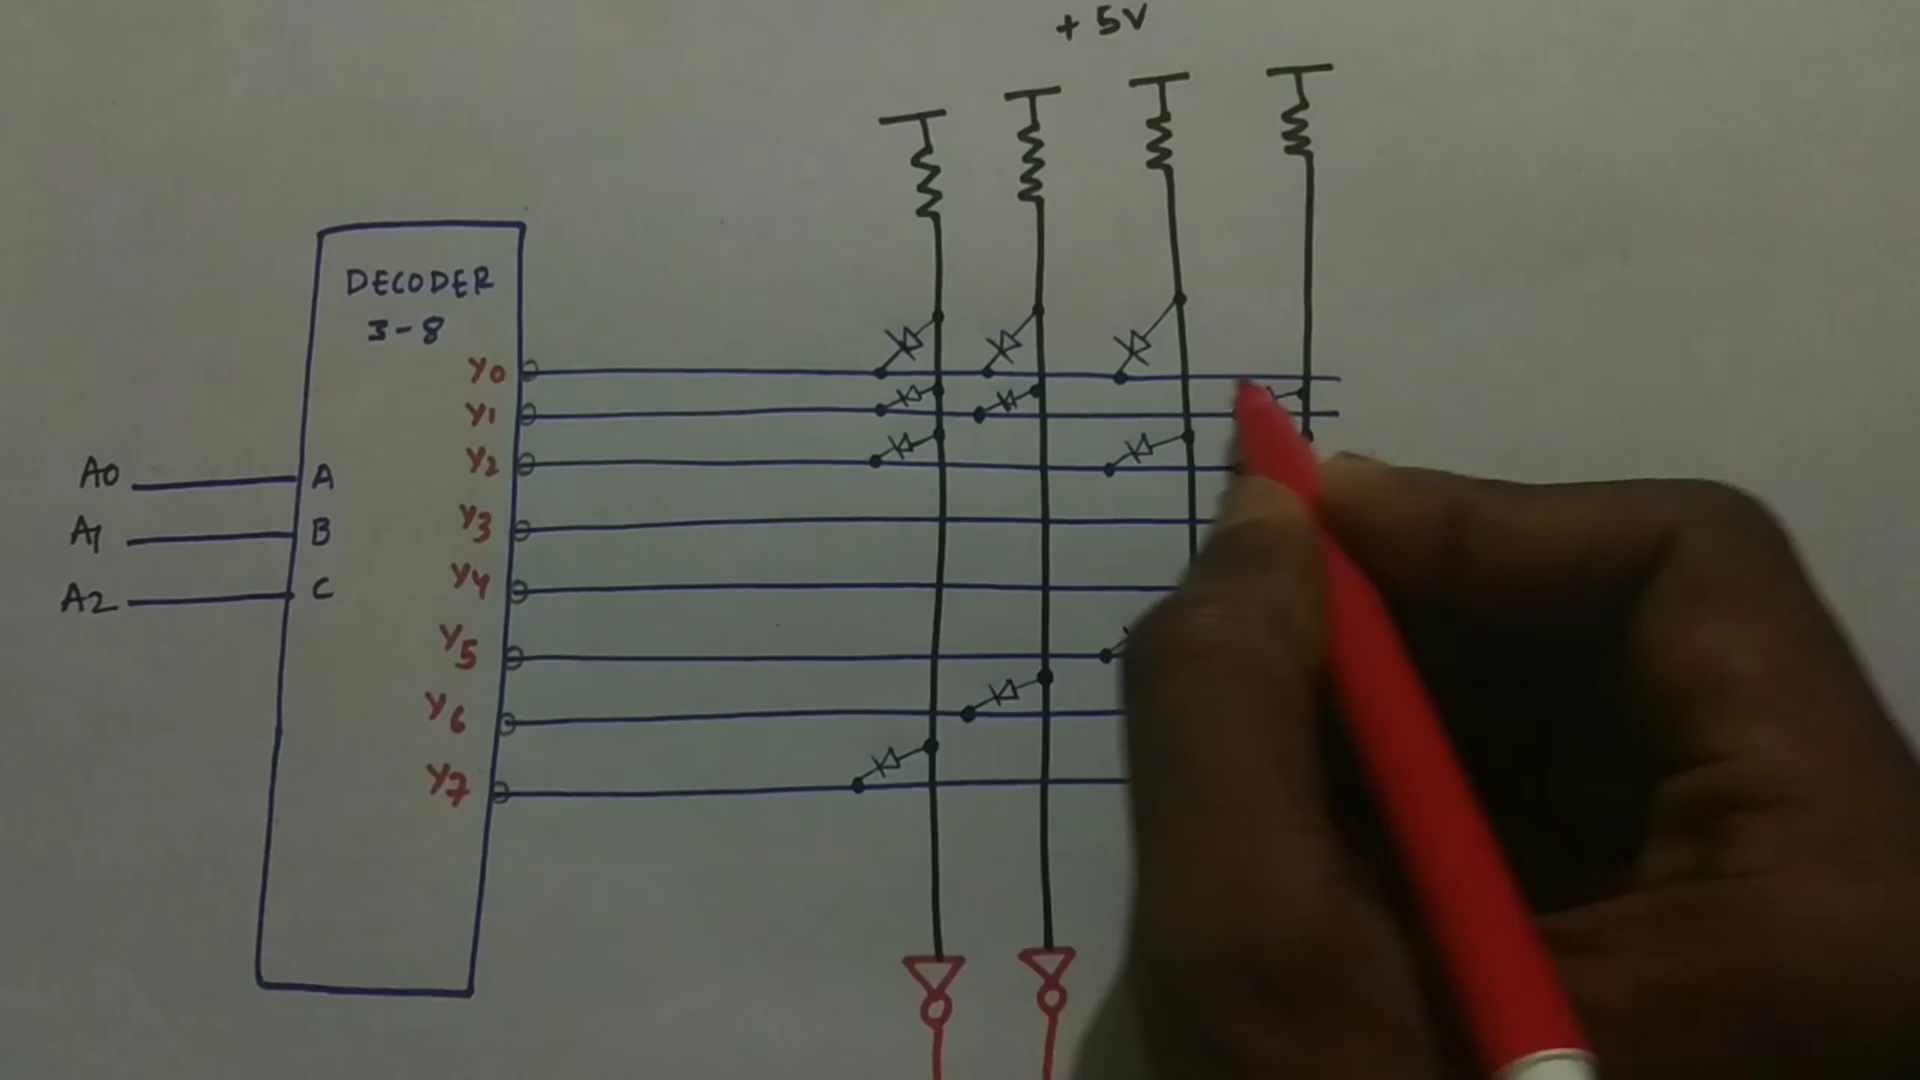 + 5V
DECODER
3-8
Y0
Y1
A0 A Y2
A1 B Y3
A2 C Y4
Y5
Y6
Y7